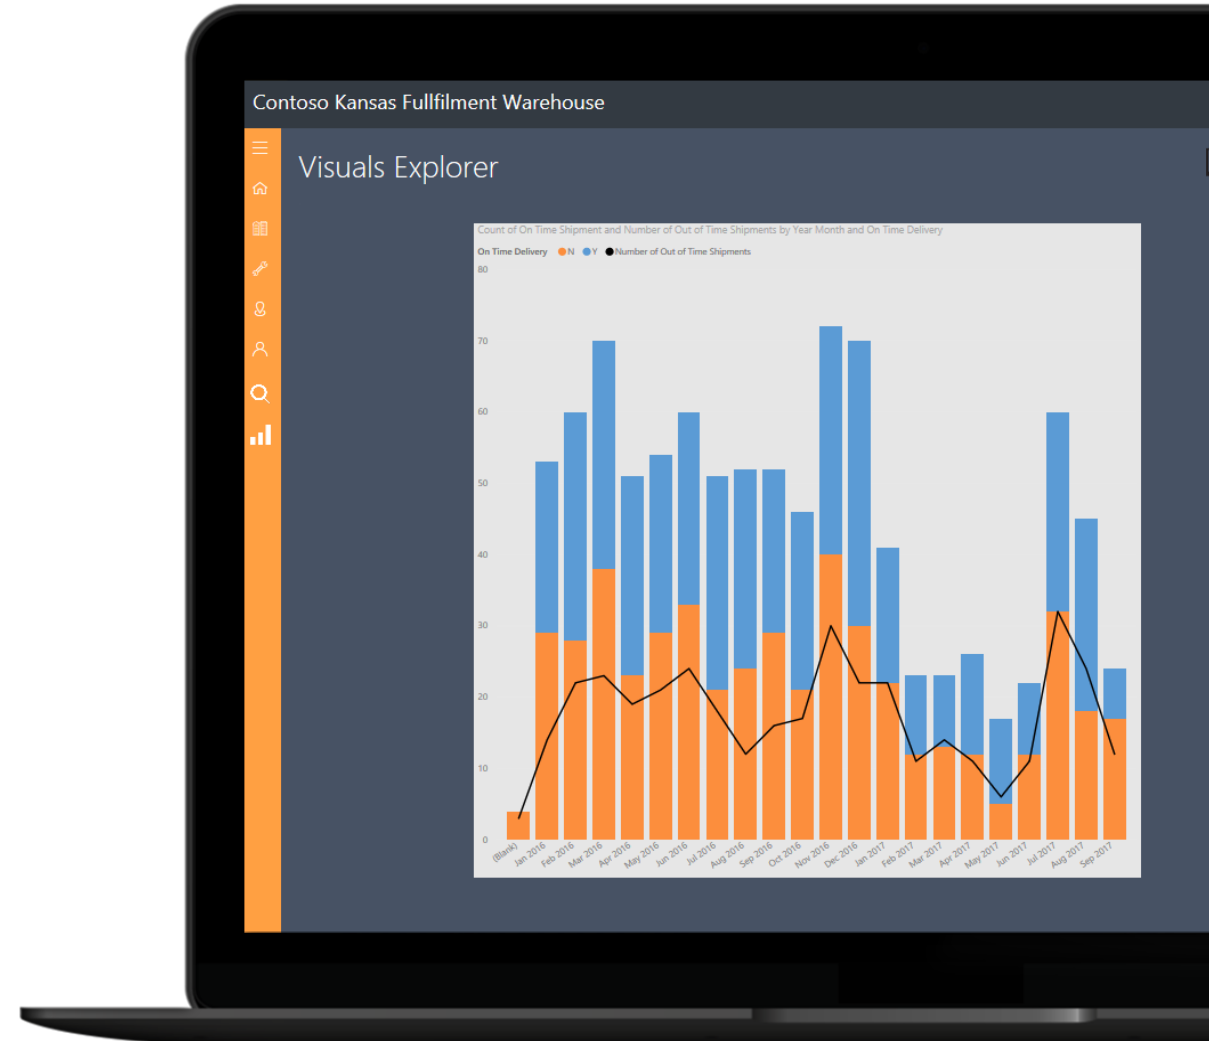 Contoso Kansas Fullfilment Warehouse
Visuals Explorer
Count of On Time Shipment and Number of Out of Time Shipments by Year Month and On Time Delivery
On Time Delivery N Y Number of Out of Time Shipments
80
70
60
50
40
30
20
10
0
(Blank) Jan 2016 Feb 2016 Mar 2016 Apr 2016 May 2016 Jun 2016 Jul 2016 Aug 2016 Sep 2016 Oct 2016 Nov 2016 Dec 2016 Jan 2017 Feb 2017 Mar 2017 Apr 2017 May 2017 Jun 2017 Jul 2017 Aug 2017 Sep 2017